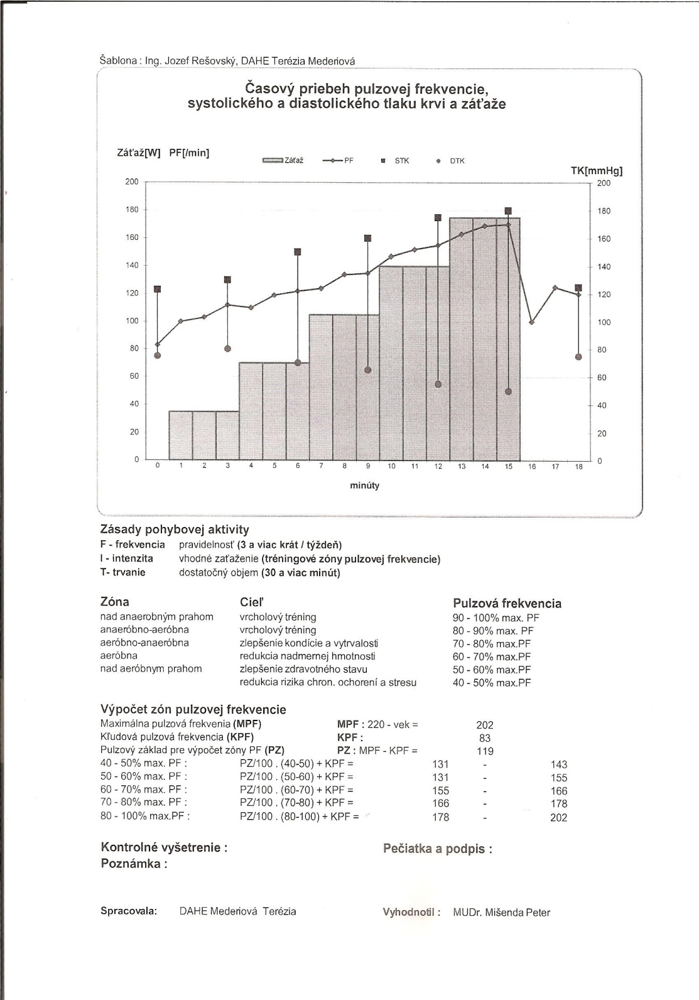 Šablona : Ing. Jozef Rešovský, DAHE Terézia Mederiová
Časový priebeh pulzovej frekvencie,
systolického a diastolického tlaku krvi a záťaže
Záťaž[W] PF[/min]
Záťaž PF STK DTK
TK[mmHg]
200 200
180 180
160 160
140 140
120 120
100 100
80 80
60 60
40 40
20 20
0 0
0 1 2 3 4 5 6 7 8 9 10 11 12 13 14 15 16 17 18
minúty
Zásady pohybovej aktivity
F - frekvencia pravidelnosť (3 a viac krát / týždeň)
I - intenzita vhodné zaťaženie (tréningové zóny pulzovej frekvencie)
T- trvanie dostatočný objem (30 a viac minút)
Zóna Cieľ Pulzová frekvencia
nad anaerobným prahom vrcholový tréning 90 - 100% max. PF
anaeróbno-aeróbna vrcholový tréning 80 - 90% max. PF
aeróbno-anaeróbna zlepšenie kondície a vytrvalosti 70 - 80% max.PF
aeróbna redukcia nadmernej hmotnosti 60 - 70% max.PF
nad aeróbnym prahom zlepšenie zdravotného stavu 50 - 60% max.PF
redukcia rizika chron. ochorení a stresu 40 - 50% max.PF
Výpočet zón pulzovej frekvencie
Maximálna pulzová frekvenia (MPF) MPF : 220 - vek = 202
Kľudová pulzová frekvencia (KPF) KPF : 83
Pulzový základ pre výpočet zóny PF (PZ) PZ : MPF - KPF = 119
40 - 50% max. PF : PZ/100 . (40-50) + KPF = 131 - 143
50 - 60% max. PF : PZ/100 . (50-60) + KPF = 131 - 155
60 - 70% max. PF : PZ/100 . (60-70) + KPF = 155 - 166
70 - 80% max. PF : PZ/100 . (70-80) + KPF = 166 - 178
80 - 100% max.PF : PZ/100 . (80-100) + KPF = 178 - 202
Kontrolné vyšetrenie : Pečiatka a podpis :
Poznámka :
Spracovala: DAHE Mederiová Terézia Vyhodnotil : MUDr. Mišenda Peter